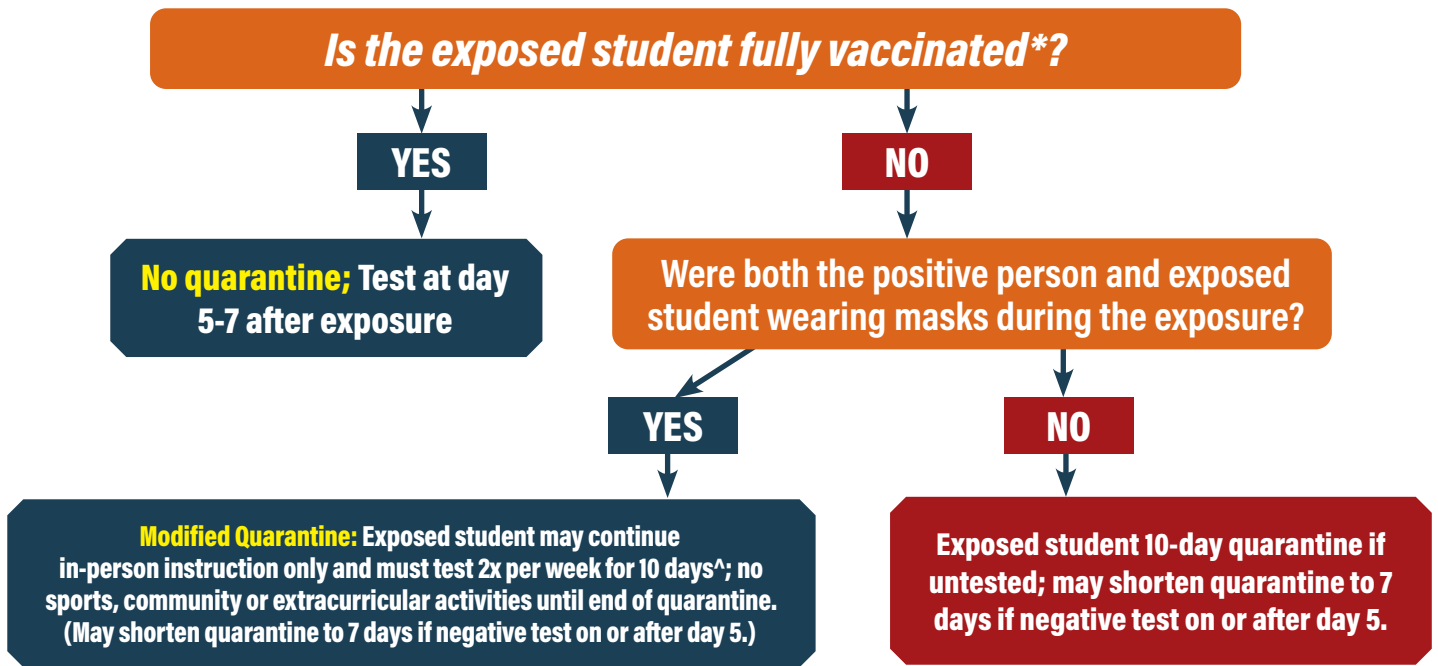 Is the exposed student fully vaccinated*?
YES
NO
No quarantine; Test at day
5-7 after exposure
Were both the positive person and exposed
student wearing masks during the exposure?
YES
NO
Modified Quarantine: Exposed student may continue
in-person instruction only and must test 2x per week for 10 days^; no
sports, community or extracurricular activities until end of quarantine.
(May shorten quarantine to 7 days if negative test on or after day 5.)
Exposed student 10-day quarantine if
untested; may shorten quarantine to 7
days if negative test on or after day 5.